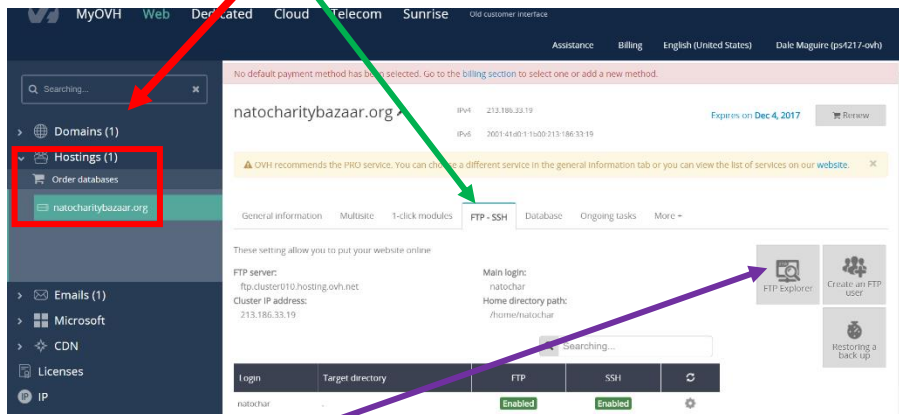 MyOVH Web Dedicated Cloud Telecom Sunrise Old customer interface
Assistance Billing English (United States) Dale Maguire (ps4217-ovh)
Searching...
Domains (1)
Hostings (1)
Order databases
natocharitybazaar.org
Emails (1)
Microsoft
CDN
Licenses
IP
No default payment method has been selected. Go to the billing section to select one or add a new method.
natocharitybazaar.org
IPv4 213.186.33.19
IPv6 2001:41d0:1:1b00:213:186:33:19
Expires on Dec 4, 2017
Renew
OVH recommends the PRO service. You can choose a different service in the general information tab or you can view the list of services on our website.
General information Multisite 1-click modules FTP - SSH Database Ongoing tasks More
These setting allow you to put your website online
FTP server:
ftp.cluster010.hosting.ovh.net
Cluster IP address:
213.186.33.19
Main login:
natochar
Home directory path:
/home/natochar
FTP Explorer
Create an FTP
user
Restoring a
back up
Searching...
Login Target directory FTP SSH
natochar . Enabled Enabled